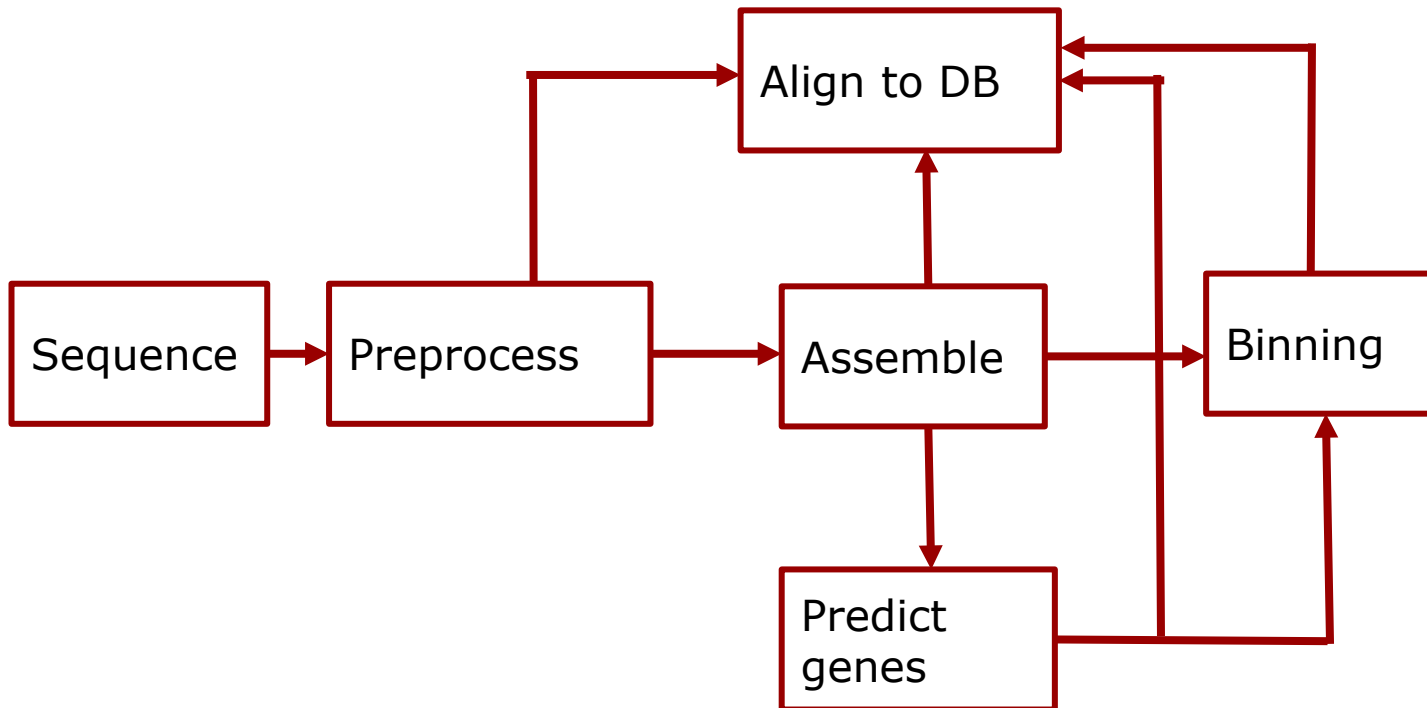 Align to DB
Sequence
Preprocess
Assemble
Binning
Predict
genes